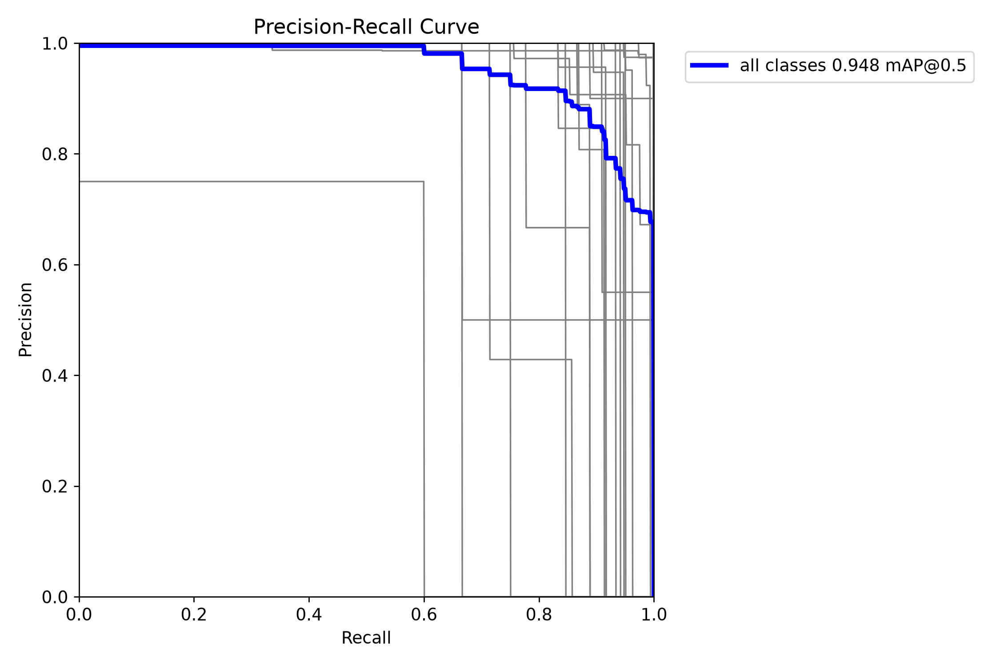 Precision-Recall Curve
all classes 0.948 mAP@0.5
1.0
0.8
0.6
0.4
0.2
0.0
Precision
0.0 0.2 0.4 0.6 0.8 1.0
Recall